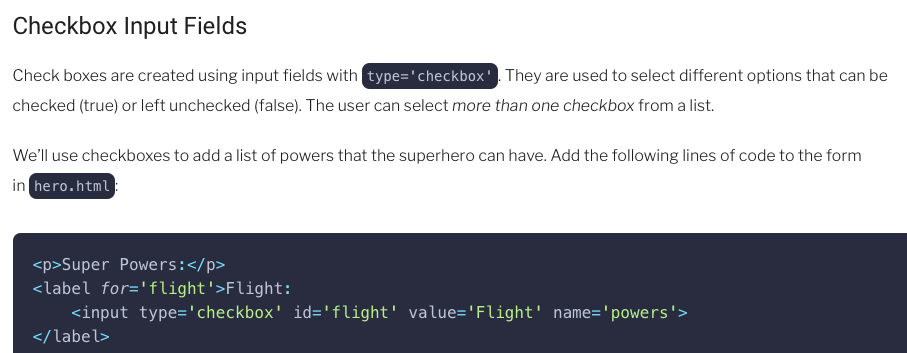 Checkbox Input Fields
Check boxes are created using input fields with type='checkbox'. They are used to select different options that can be
checked (true) or left unchecked (false). The user can select more than one checkbox from a list.
We’ll use checkboxes to add a list of powers that the superhero can have. Add the following lines of code to the form
in hero.html:
<p>Super Powers:</p>
<label for='flight'>Flight:
    <input type='checkbox' id='flight' value='Flight' name='powers'>
</label>